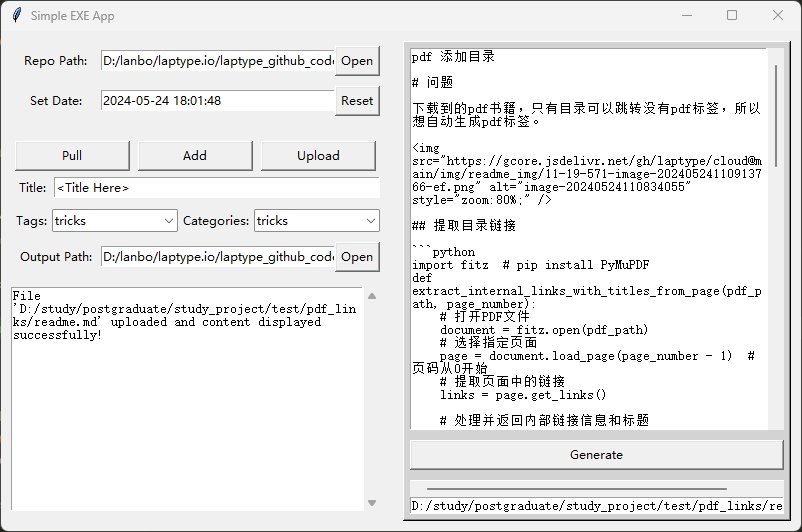 Simple EXE App
Repo Path: D:/lanbo/laptype.io/laptype_github_code Open
Set Date: 2024-05-24 18:01:48 Reset
Pull Add Upload
Title: <Title Here>
Tags: tricks Categories: tricks
Output Path: D:/lanbo/laptype.io/laptype_github_code Open
File
'D:/study/postgraduate/study_project/test/pdf_lin
ks/readme.md' uploaded and content displayed
successfully!
pdf 添加目录
# 问题
下载到的pdf书籍，只有目录可以跳转没有pdf标签，所以
想自动生成pdf标签。
<img
src="https://gcore.jsdelivr.net/gh/laptype/cloud@m
ain/img/readme_img/11-19-571-image-202405241109137
66-ef.png" alt="image-20240524110834055"
style="zoom:80%;" />
## 提取目录链接
```python
import fitz  # pip install PyMuPDF
def
extract_internal_links_with_titles_from_page(pdf_p
ath, page_number):
    # 打开PDF文件
    document = fitz.open(pdf_path)
    # 选择指定页面
    page = document.load_page(page_number - 1)  #
页码从0开始
    # 提取页面中的链接
    links = page.get_links()
    # 处理并返回内部链接信息和标题
Generate
D:/study/postgraduate/study_project/test/pdf_links/re